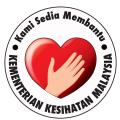 Kami Sedia Membantu
KEMENTERIAN KESIHATAN MALAYSIA